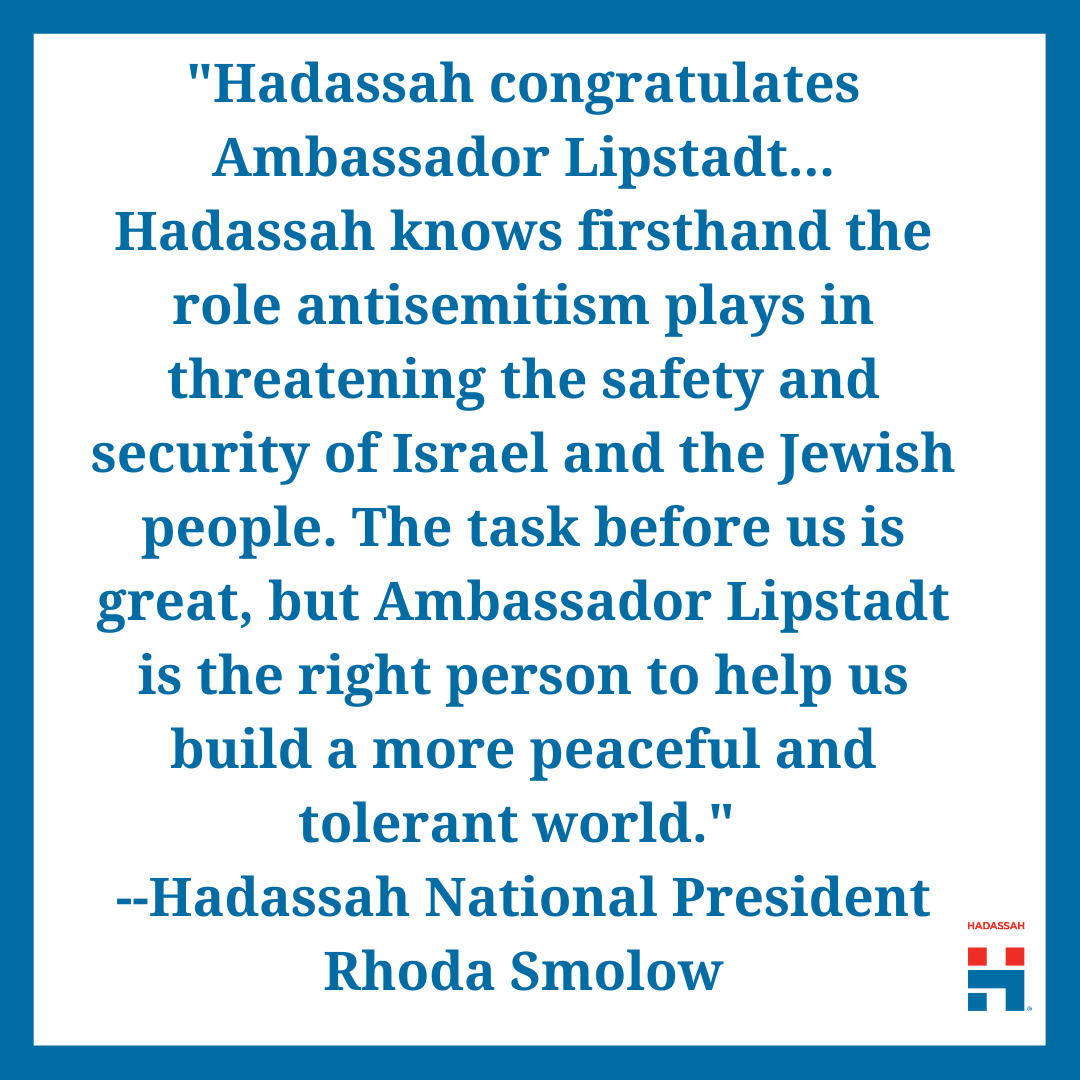 "Hadassah congratulates
Ambassador Lipstadt...
Hadassah knows firsthand the
role antisemitism plays in
threatening the safety and
security of Israel and the Jewish
people. The task before us is
great, but Ambassador Lipstadt
is the right person to help us
build a more peaceful and
tolerant world."
--Hadassah National President
Rhoda Smolow
HADASSAH
®